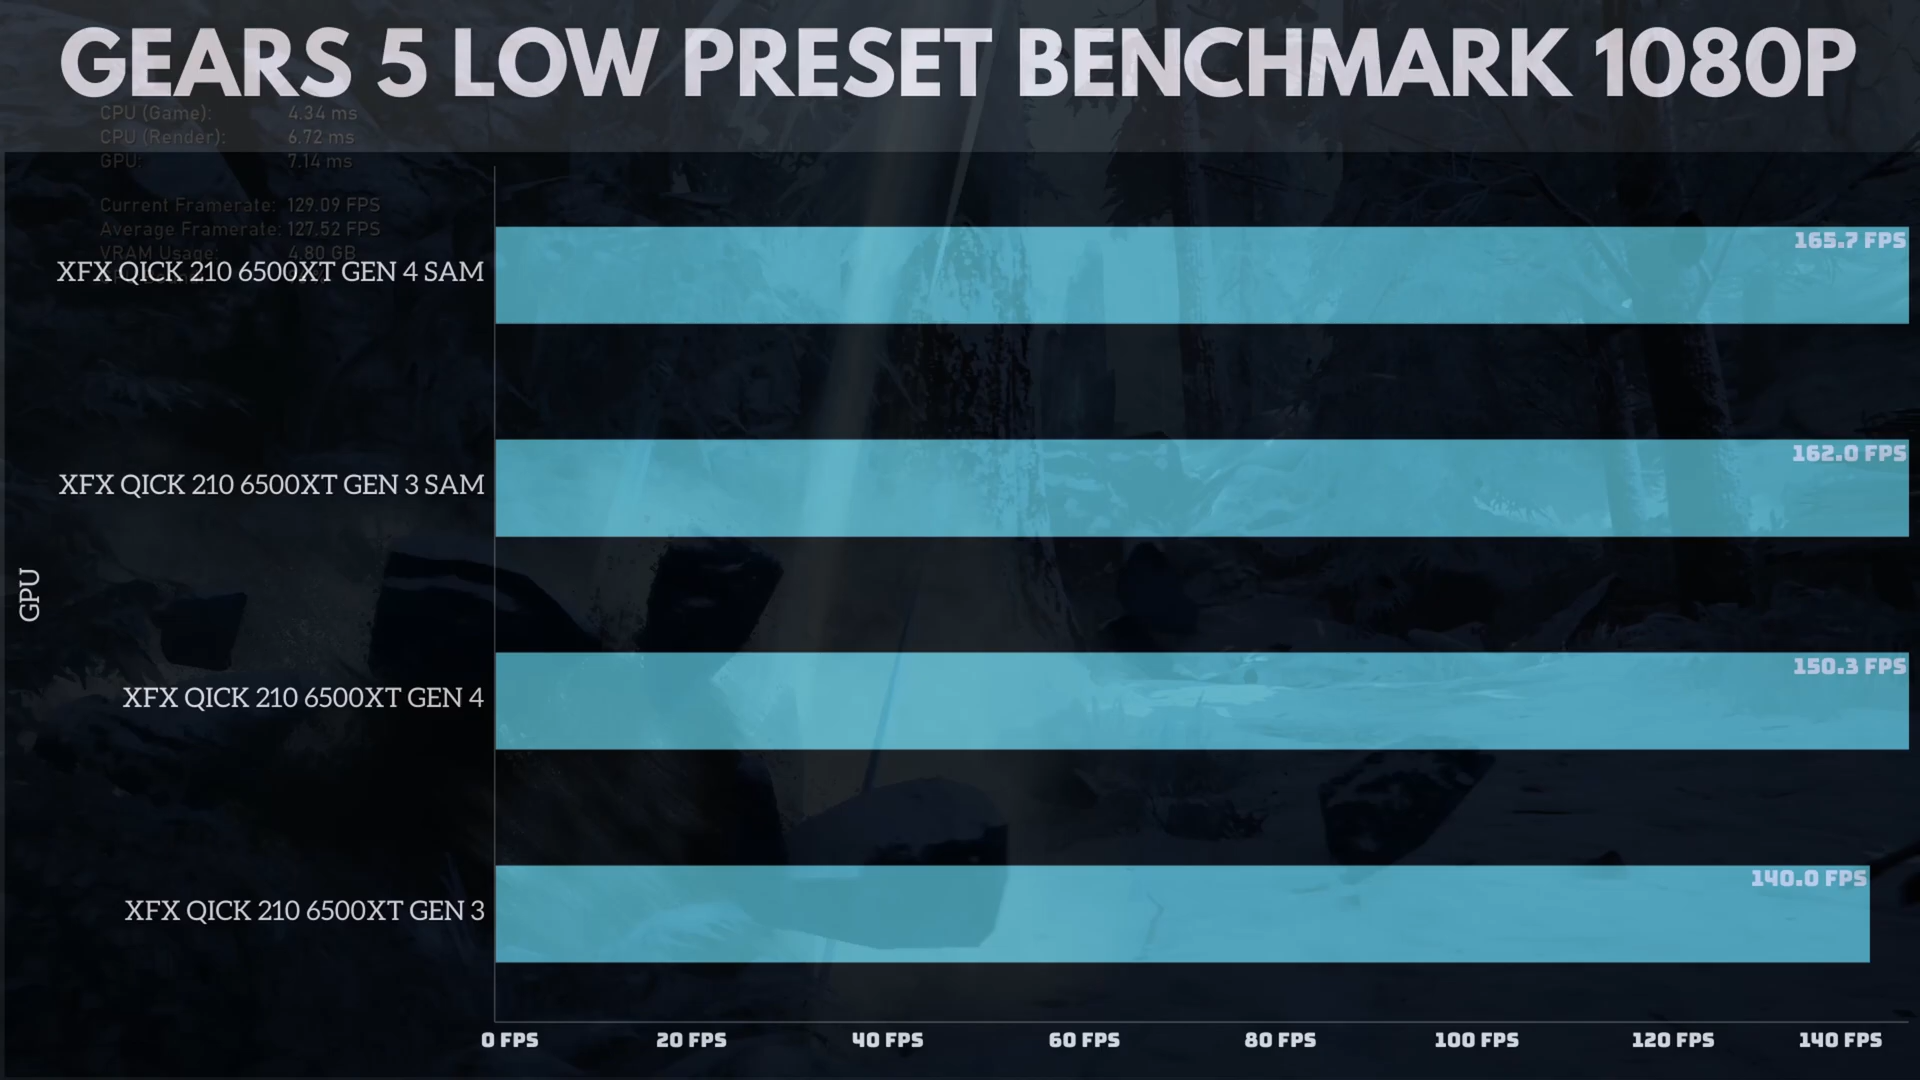 GEARS 5 LOW PRESET BENCHMARK 1080P
CPU (Game): 4.34 ms
CPU (Render): 6.72 ms
GPU: 7.14 ms
Current Framerate: 129.09 FPS
Average Framerate: 127.52 FPS
VRAM Usage: 4.80 GB
XFX QICK 210 6500XT GEN 4 SAM
165.7 FPS
XFX QICK 210 6500XT GEN 3 SAM
162.0 FPS
GPU
XFX QICK 210 6500XT GEN 4
150.3 FPS
XFX QICK 210 6500XT GEN 3
140.0 FPS
0 FPS 20 FPS 40 FPS 60 FPS 80 FPS 100 FPS 120 FPS 140 FPS